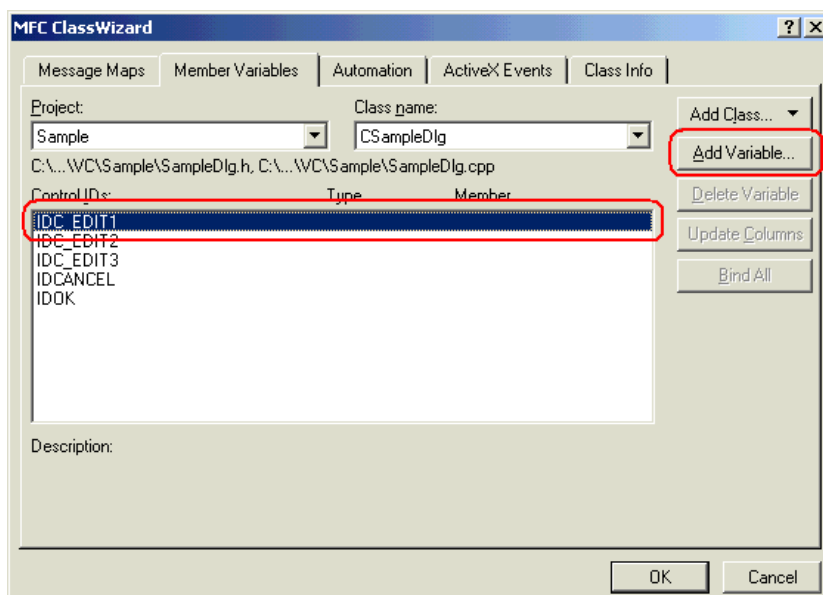 MFC ClassWizard
Message Maps Member Variables Automation ActiveX Events Class Info
Project: Class name:
Sample CSampleDlg
Add Class...
C:\...\VC\Sample\SampleDlg.h, C:\...\VC\Sample\SampleDlg.cpp
Add Variable...
Control IDs: Type Member
Delete Variable
IDC_EDIT1
IDC_EDIT2
Update Columns
IDC_EDIT3
IDCANCEL
Bind All
IDOK
Description:
OK Cancel